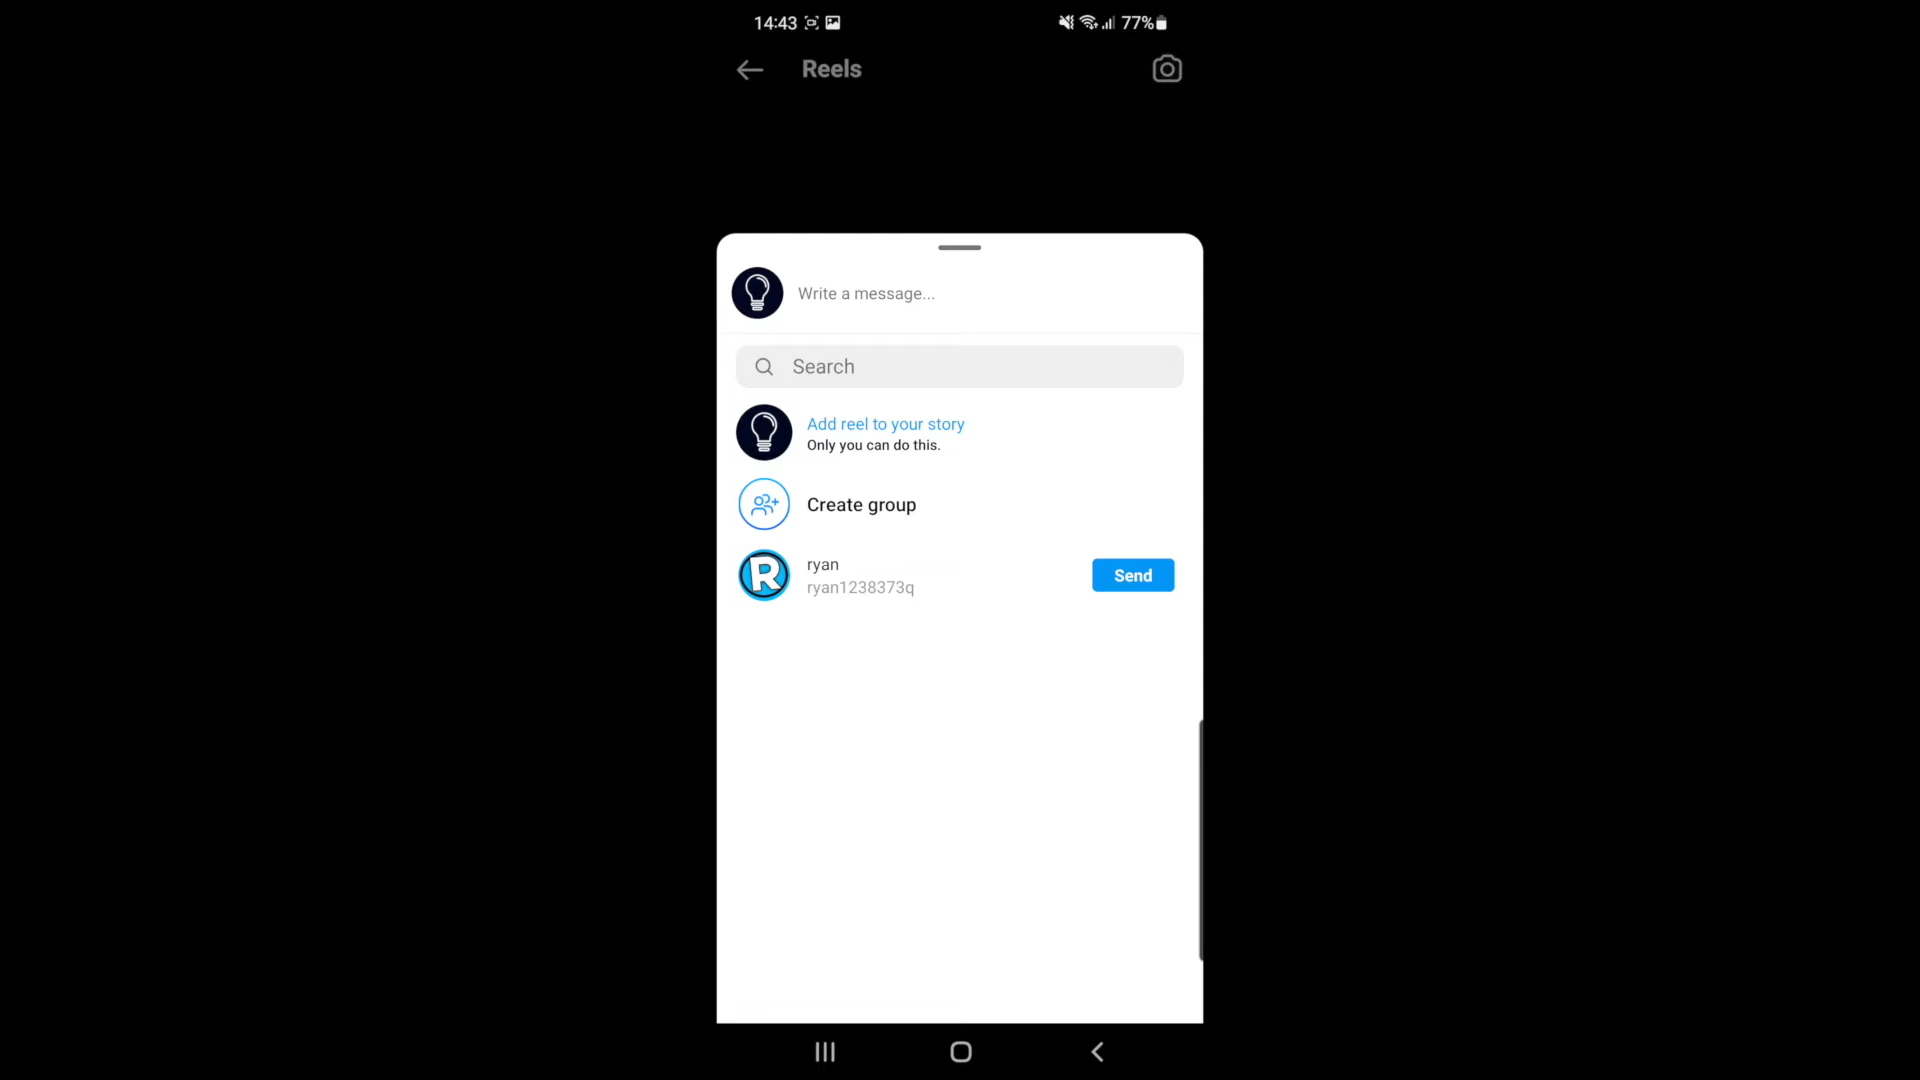 14:43 77%
Reels
Write a message...
Search
Add reel to your story
Only you can do this.
Create group
R
ryan
ryan1238373q
Send